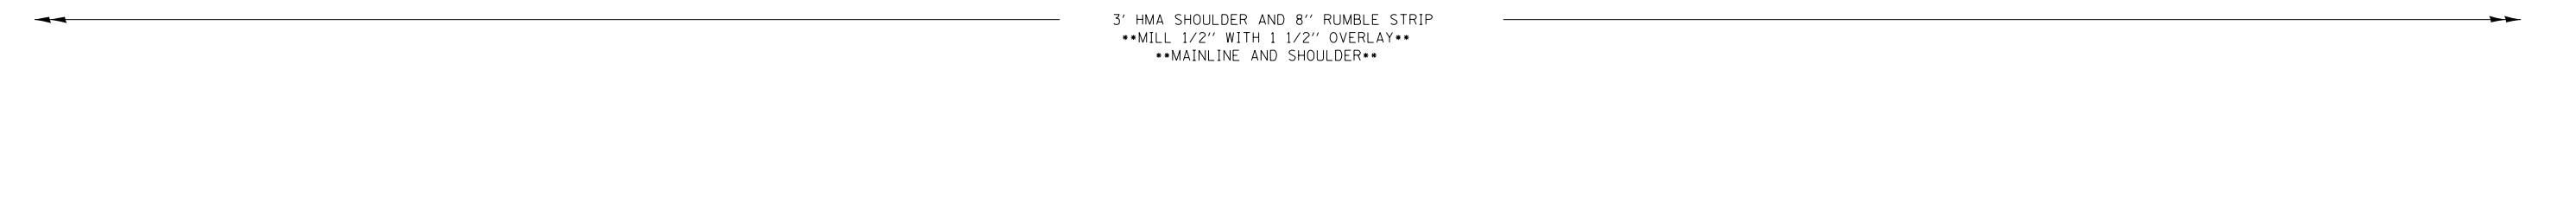 3' HMA SHOULDER AND 8'' RUMBLE STRIP
**MILL 1/2'' WITH 1 1/2'' OVERLAY**
**MAINLINE AND SHOULDER**